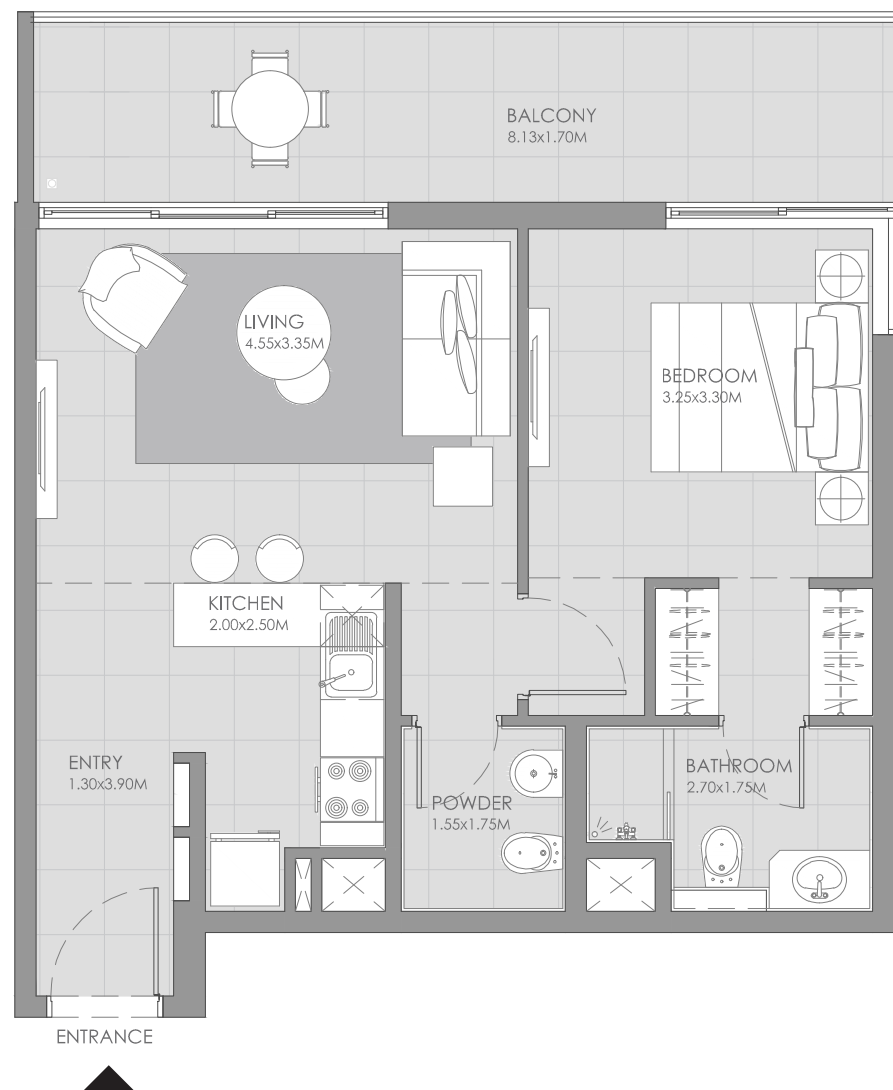 BALCONY
8.13x1.70M
LIVING
4.55x3.35M
BEDROOM
3.25x3.30M
KITCHEN
2.00x2.50M
ENTRY
1.30x3.90M
BATHROOM
2.70x1.75M
POWDER
1.55x1.75M
ENTRANCE